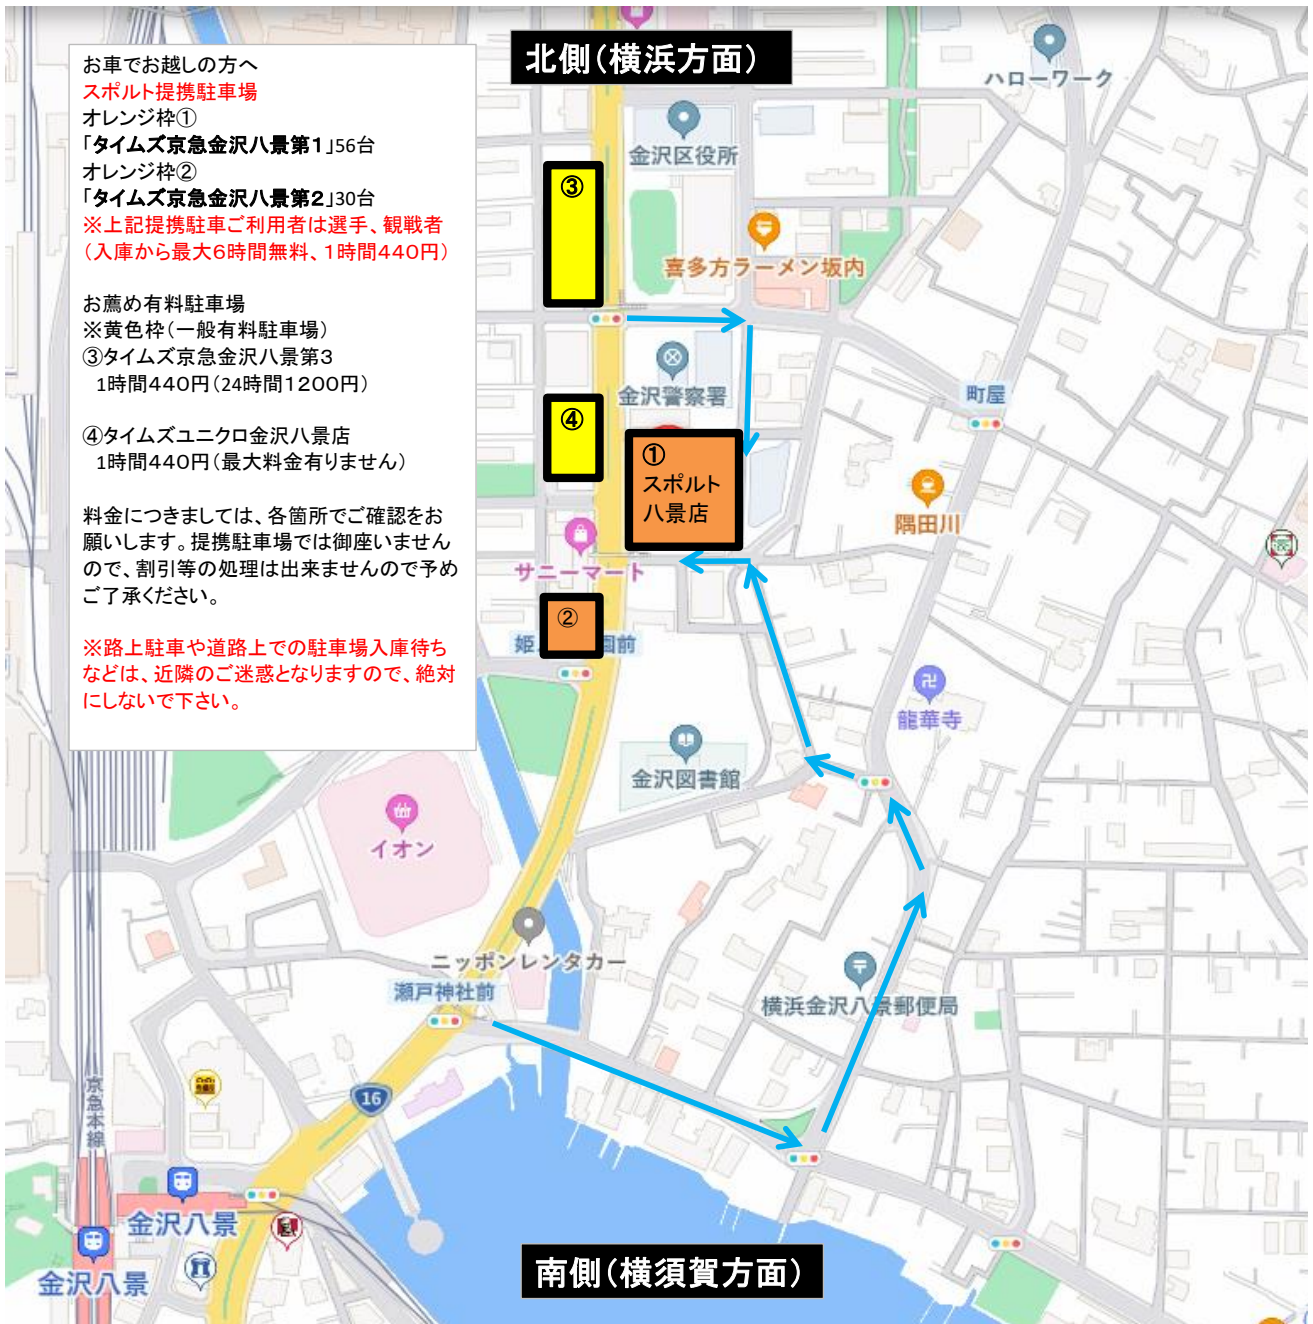 北側(横浜方面)
お車でお越しの方へ
スポルト提携駐車場
オレンジ枠①
「タイムズ京急金沢八景第1」56台
オレンジ枠②
「タイムズ京急金沢八景第2」30台
※上記提携駐車ご利用者は選手、観戦者
(入庫から最大6時間無料、1時間440円)
お薦め有料駐車場
※黄色枠(一般有料駐車場)
③タイムズ京急金沢八景第3
1時間440円(24時間1200円)
④タイムズユニクロ金沢八景店
1時間440円(最大料金有りません)
料金につきましては、各箇所でご確認をお
願いします。提携駐車場では御座いません
ので、割引等の処理は出来ませんので予め
ご了承ください。
※路上駐車や道路上での駐車場入庫待ち
などは、近隣のご迷惑となりますので、絶対
にしないで下さい。
ハローワーク
金沢区役所
③
喜多方ラーメン坂内
金沢警察署
町屋
④
①
スポルト
八景店
隅田川
サニーマート
②
姫
園前
龍華寺
金沢図書館
イオン
ニッポンレンタカー
瀬戸神社前
横浜金沢八景郵便局
京急本線
16
金沢八景
金沢八景
南側(横須賀方面)